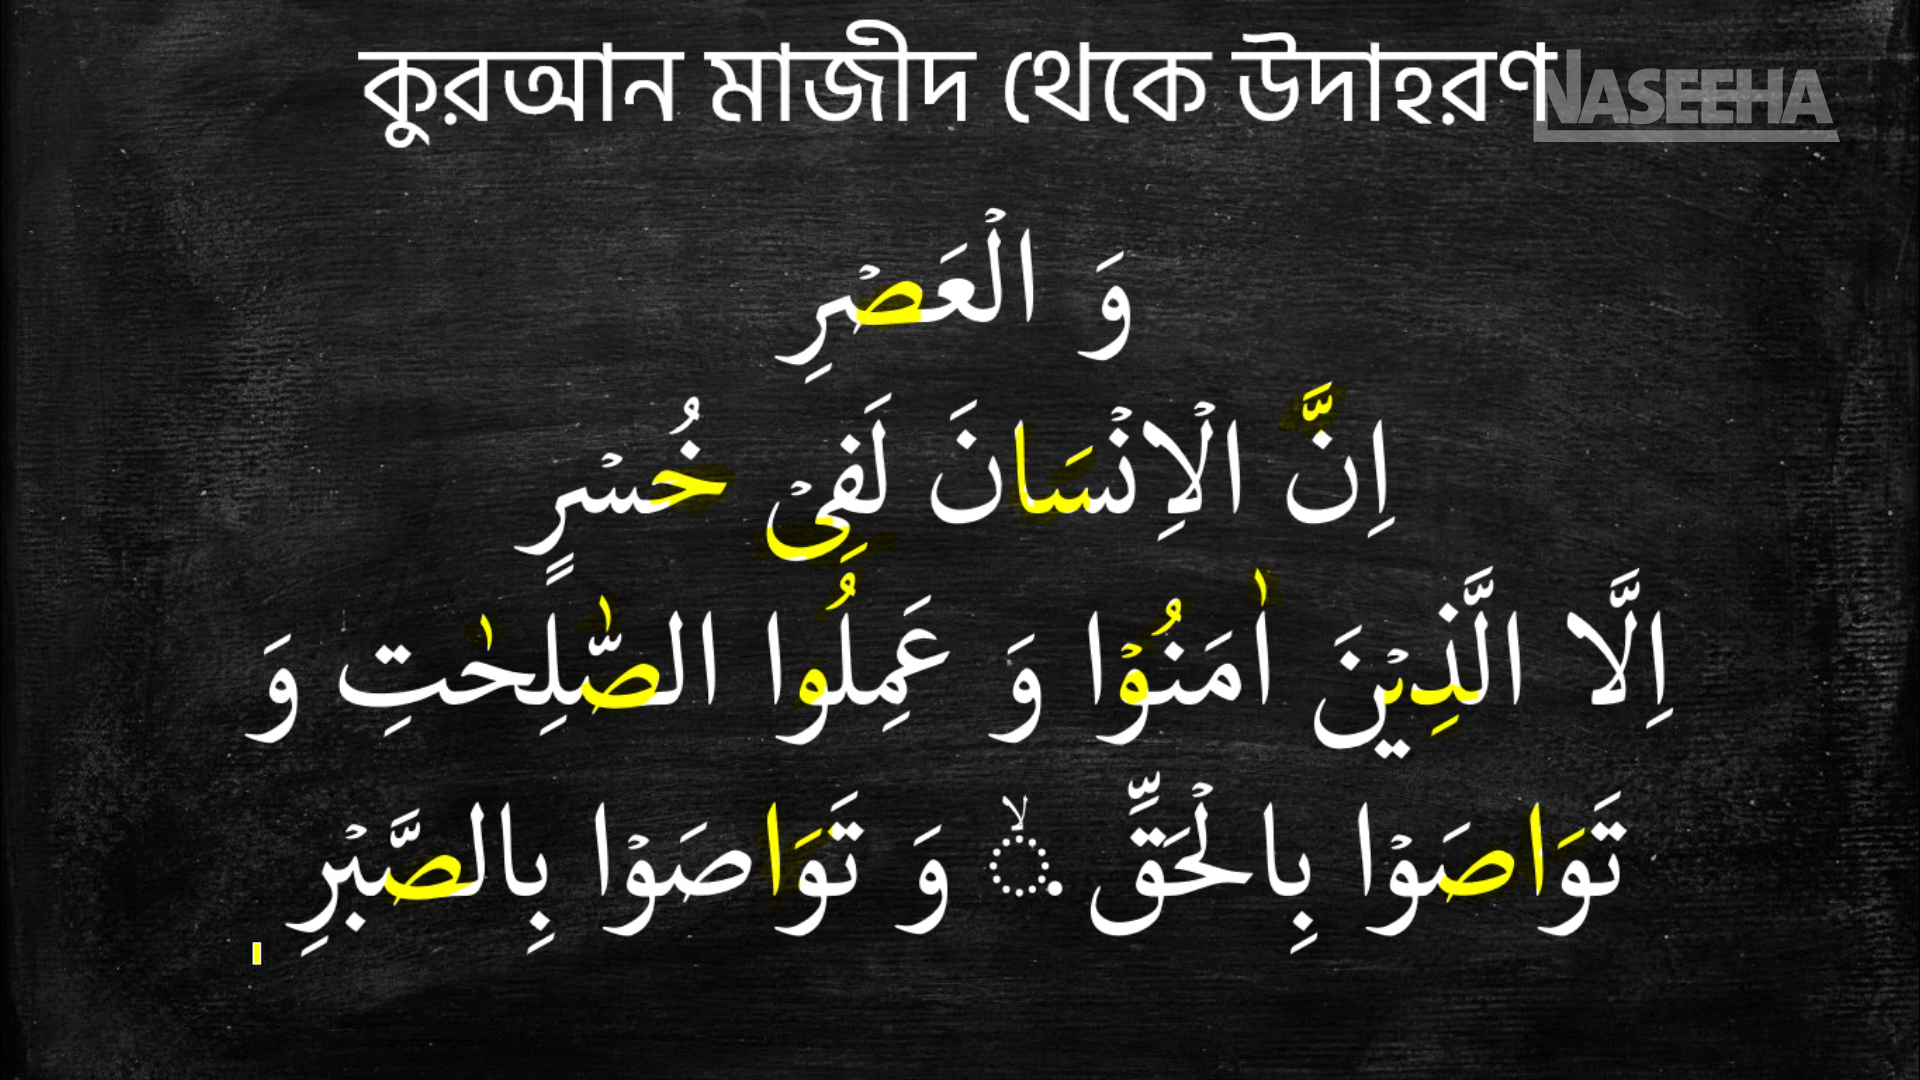 কুরআন মাজীদ থেকে উদাহরণ
NASEEHA
وَ الْعَصْرِ
اِنَّ الْاِنْسَانَ لَفِیْ خُسْرٍ
اِلَّا الَّذِیْنَ اٰمَنُوْا وَ عَمِلُوا الصّٰلِحٰتِ وَ
تَوَاصَوْا بِالْحَقِّ ۙ۬ وَ تَوَاصَوْا بِالصَّبْرِ